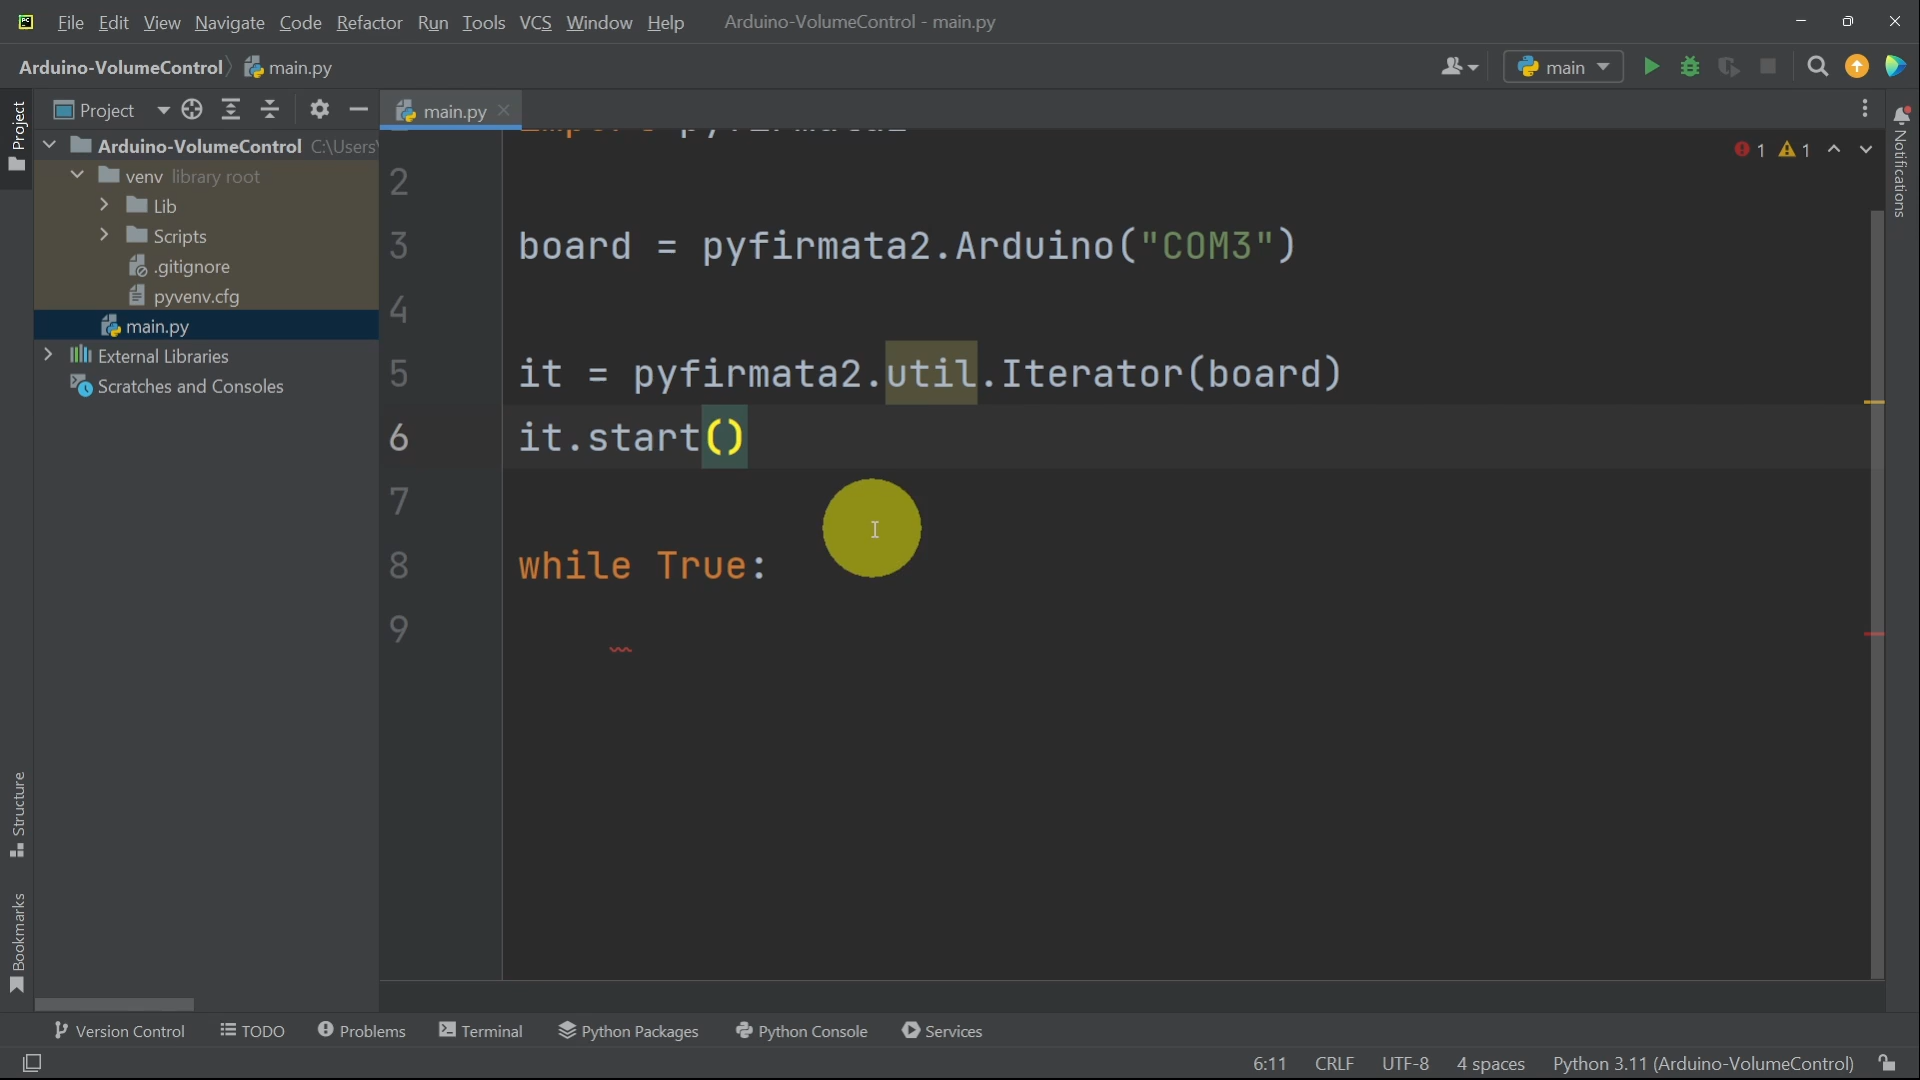 File Edit View Navigate Code Refactor Run Tools VCS Window Help Arduino-VolumeControl - main.py
Arduino-VolumeControl main.py main
Project main.py
Project
Arduino-VolumeControl C:\Users
1 1
venv library root
2
Lib
Notifications
Scripts
3 board = pyfirmata2.Arduino("COM3")
.gitignore
pyvenv.cfg
4
main.py
External Libraries
5 it = pyfirmata2.util.Iterator(board)
Scratches and Consoles
6 it.start()
7
8 while True:
9
Structure
Bookmarks
Version Control TODO Problems Terminal Python Packages Python Console Services
6:11 CRLF UTF-8 4 spaces Python 3.11 (Arduino-VolumeControl)